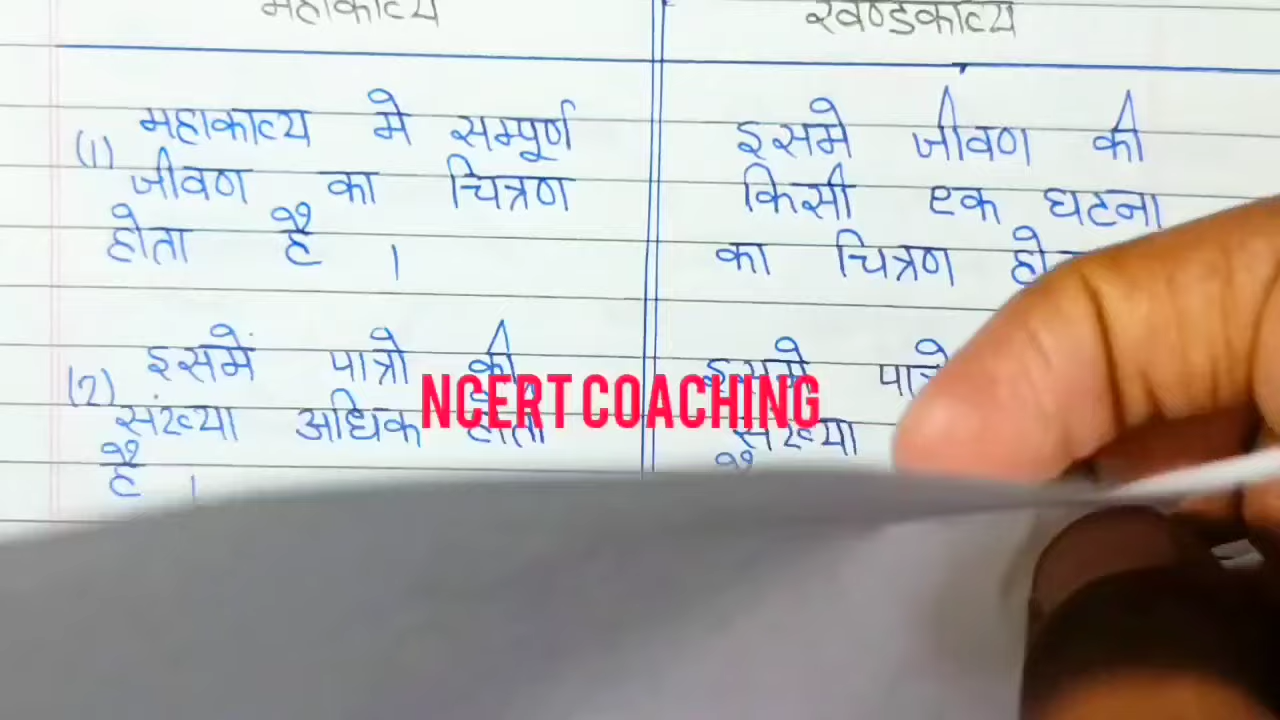 महाकाव्य
खण्डकाव्य
(1) महाकाव्य मे सम्पूर्ण
जीवण का चित्रण
होता है ।
इसमे जीवण की
किसी एक घटना
का चित्रण
(2) इसमें पात्रो की
संख्या अधिक होती
है ।
इसमे
संख्या
है
NCERT COACHING